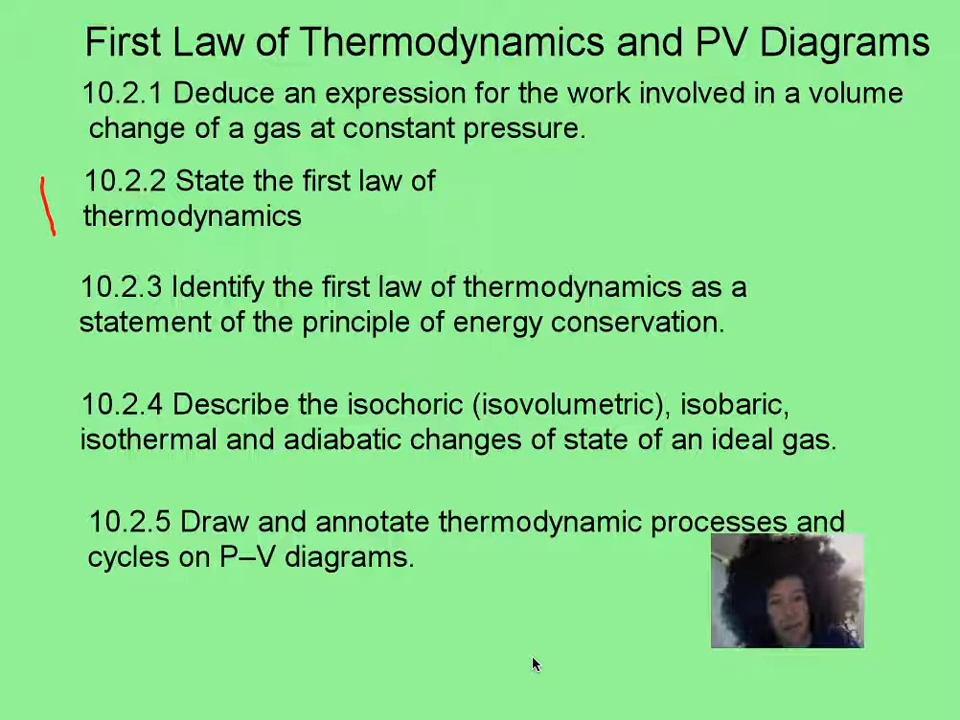 First Law of Thermodynamics and PV Diagrams
10.2.1 Deduce an expression for the work involved in a volume
change of a gas at constant pressure.
10.2.2 State the first law of
thermodynamics
10.2.3 Identify the first law of thermodynamics as a
statement of the principle of energy conservation.
10.2.4 Describe the isochoric (isovolumetric), isobaric,
isothermal and adiabatic changes of state of an ideal gas.
10.2.5 Draw and annotate thermodynamic processes and
cycles on P–V diagrams.